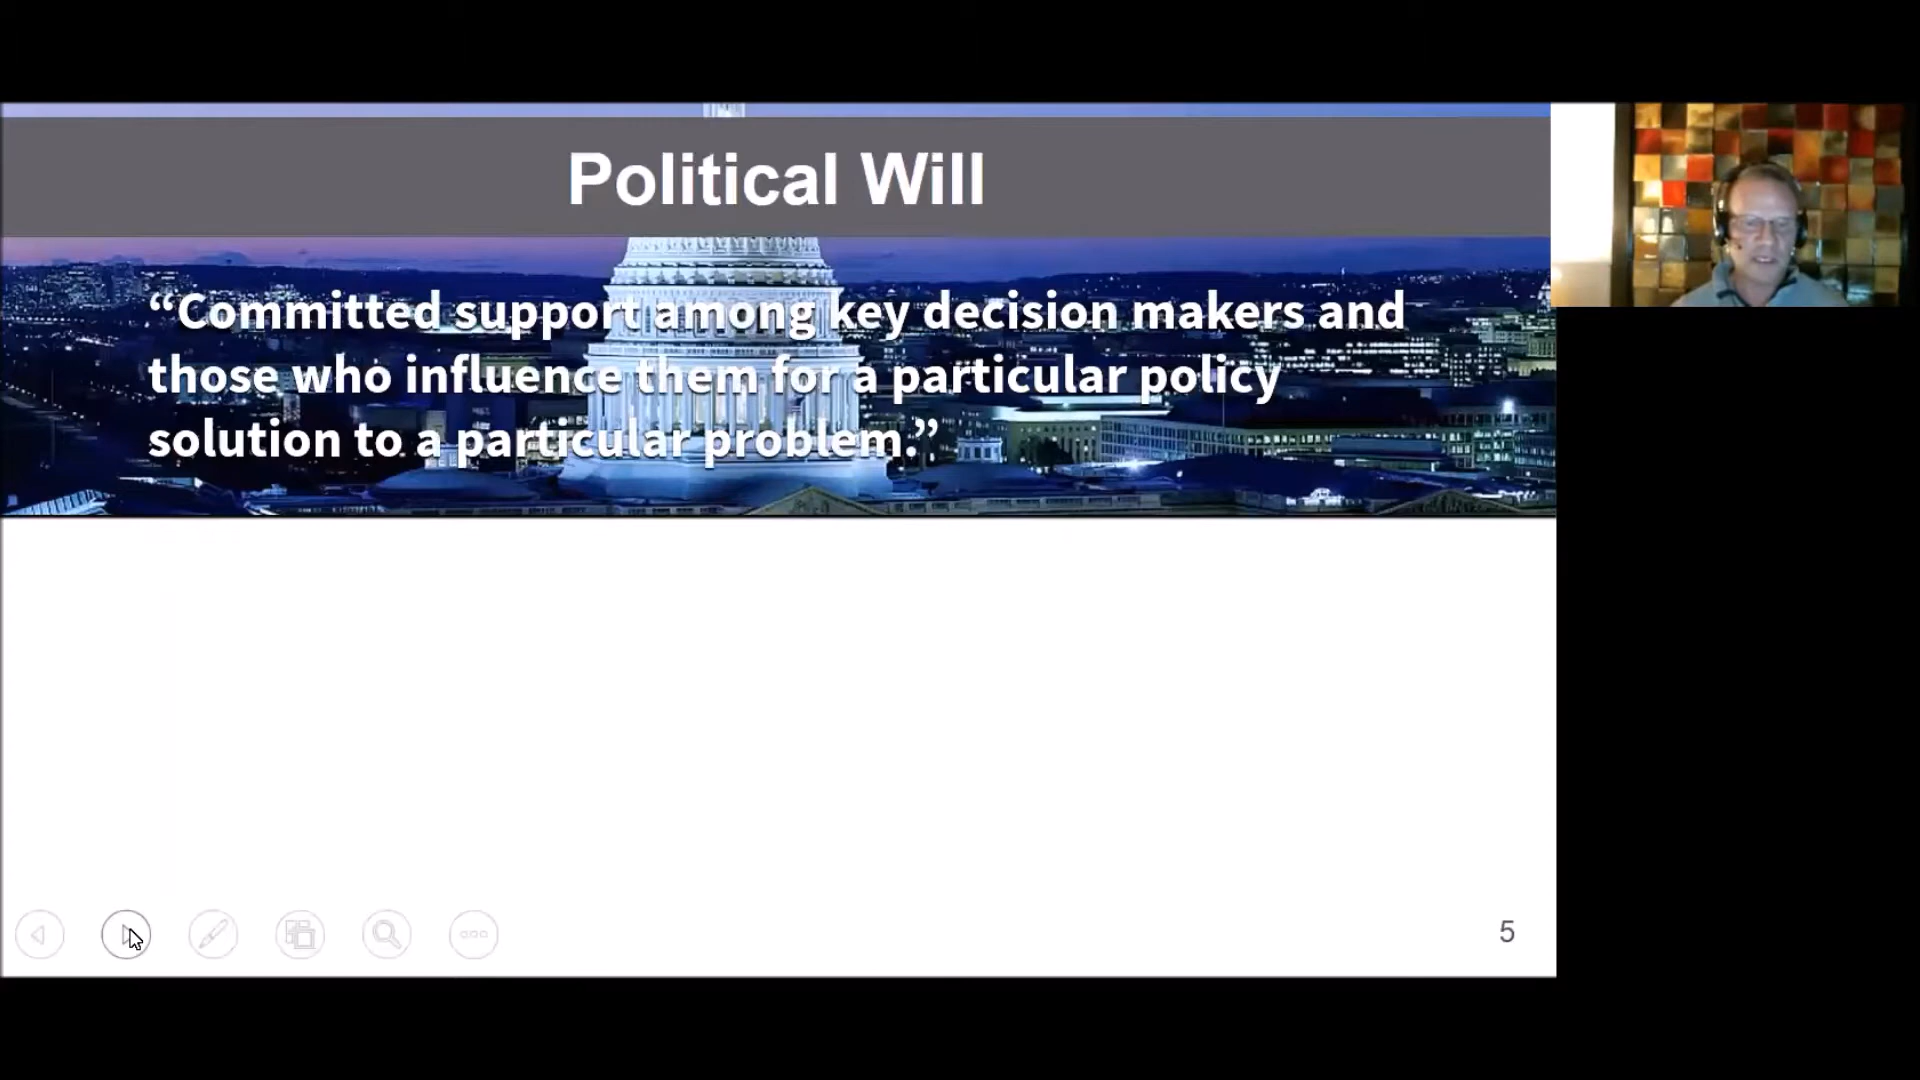 Political Will
“Committed support among key decision makers and
those who influence them for a particular policy
solution to a particular problem.”
5